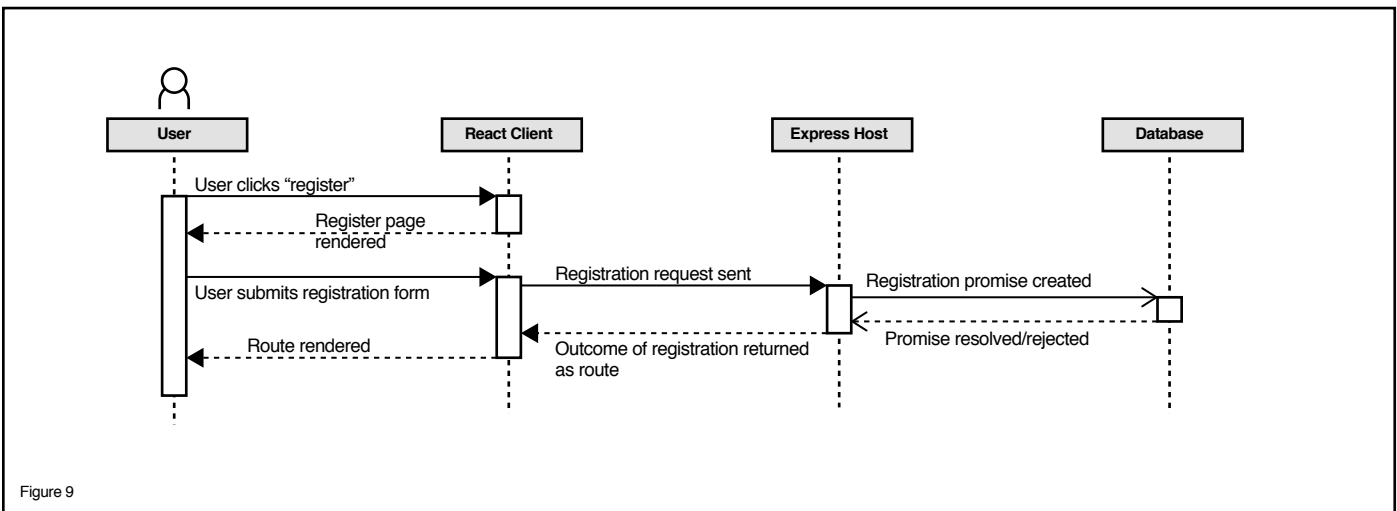 User
React Client
Express Host
Database
User clicks “register”
Register page
rendered
User submits registration form
Registration request sent
Registration promise created
Promise resolved/rejected
Outcome of registration returned
as route
Route rendered
Figure 9